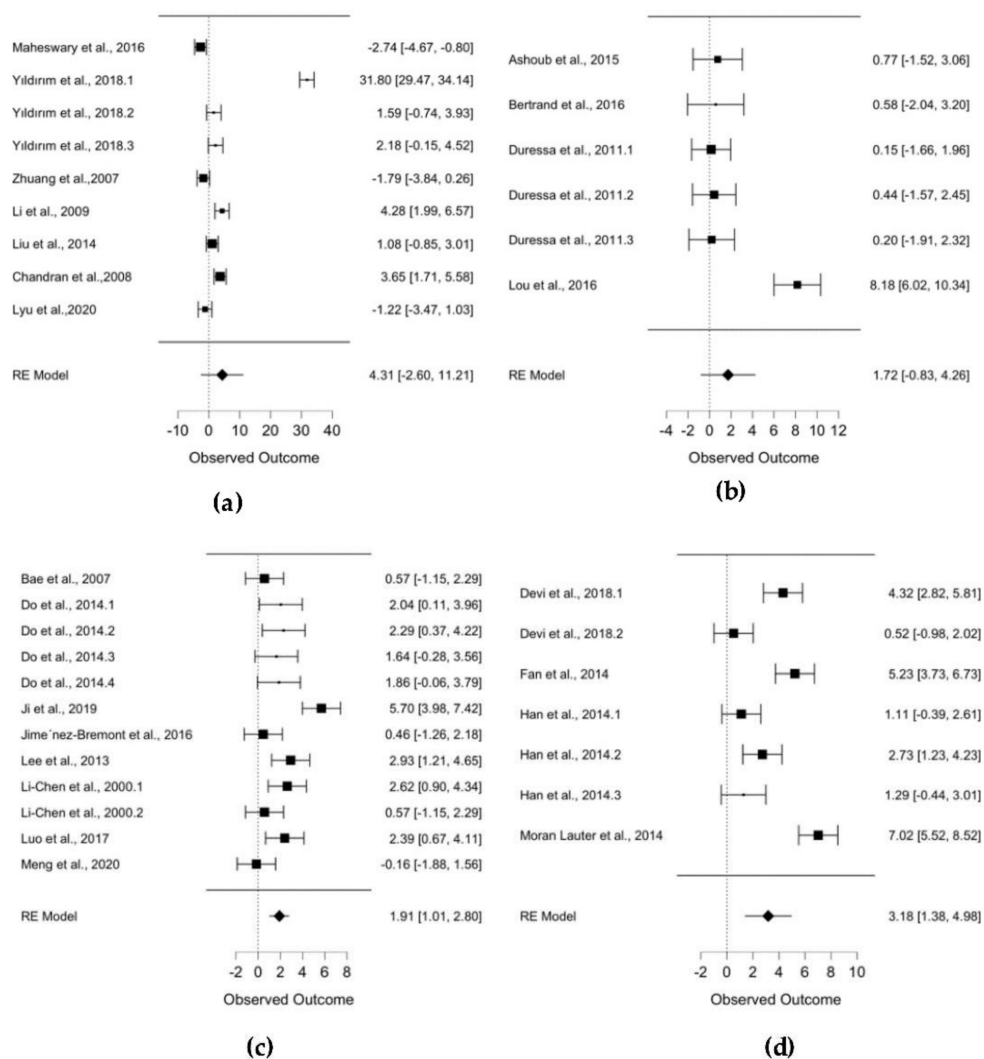 Maheswary et al., 2016 -2.74 [-4.67, -0.80]
Yıldırım et al., 2018.1 31.80 [29.47, 34.14]
Yıldırım et al., 2018.2 1.59 [-0.74, 3.93]
Yıldırım et al., 2018.3 2.18 [-0.15, 4.52]
Zhuang et al.,2007 -1.79 [-3.84, 0.26]
Li et al., 2009 4.28 [1.99, 6.57]
Liu et al., 2014 1.08 [-0.85, 3.01]
Chandran et al.,2008 3.65 [1.71, 5.58]
Lyu et al.,2020 -1.22 [-3.47, 1.03]
RE Model 4.31 [-2.60, 11.21]
-10 0 10 20 30 40
Observed Outcome
(a)
Ashoub et al., 2015 0.77 [-1.52, 3.06]
Bertrand et al., 2016 0.58 [-2.04, 3.20]
Duressa et al., 2011.1 0.15 [-1.66, 1.96]
Duressa et al., 2011.2 0.44 [-1.57, 2.45]
Duressa et al., 2011.3 0.20 [-1.91, 2.32]
Lou et al., 2016 8.18 [6.02, 10.34]
RE Model 1.72 [-0.83, 4.26]
-4 -2 0 2 4 6 8 10 12
Observed Outcome
(b)
Bae et al., 2007 0.57 [-1.15, 2.29]
Do et al., 2014.1 2.04 [0.11, 3.96]
Do et al., 2014.2 2.29 [0.37, 4.22]
Do et al., 2014.3 1.64 [-0.28, 3.56]
Do et al., 2014.4 1.86 [-0.06, 3.79]
Ji et al., 2019 5.70 [3.98, 7.42]
Jime´nez-Bremont et al., 2016 0.46 [-1.26, 2.18]
Lee et al., 2013 2.93 [1.21, 4.65]
Li-Chen et al., 2000.1 2.62 [0.90, 4.34]
Li-Chen et al., 2000.2 0.57 [-1.15, 2.29]
Luo et al., 2017 2.39 [0.67, 4.11]
Meng et al., 2020 -0.16 [-1.88, 1.56]
RE Model 1.91 [1.01, 2.80]
-2 0 2 4 6 8
Observed Outcome
(c)
Devi et al., 2018.1 4.32 [2.82, 5.81]
Devi et al., 2018.2 0.52 [-0.98, 2.02]
Fan et al., 2014 5.23 [3.73, 6.73]
Han et al., 2014.1 1.11 [-0.39, 2.61]
Han et al., 2014.2 2.73 [1.23, 4.23]
Han et al., 2014.3 1.29 [-0.44, 3.01]
Moran Lauter et al., 2014 7.02 [5.52, 8.52]
RE Model 3.18 [1.38, 4.98]
-2 0 2 4 6 8 10
Observed Outcome
(d)